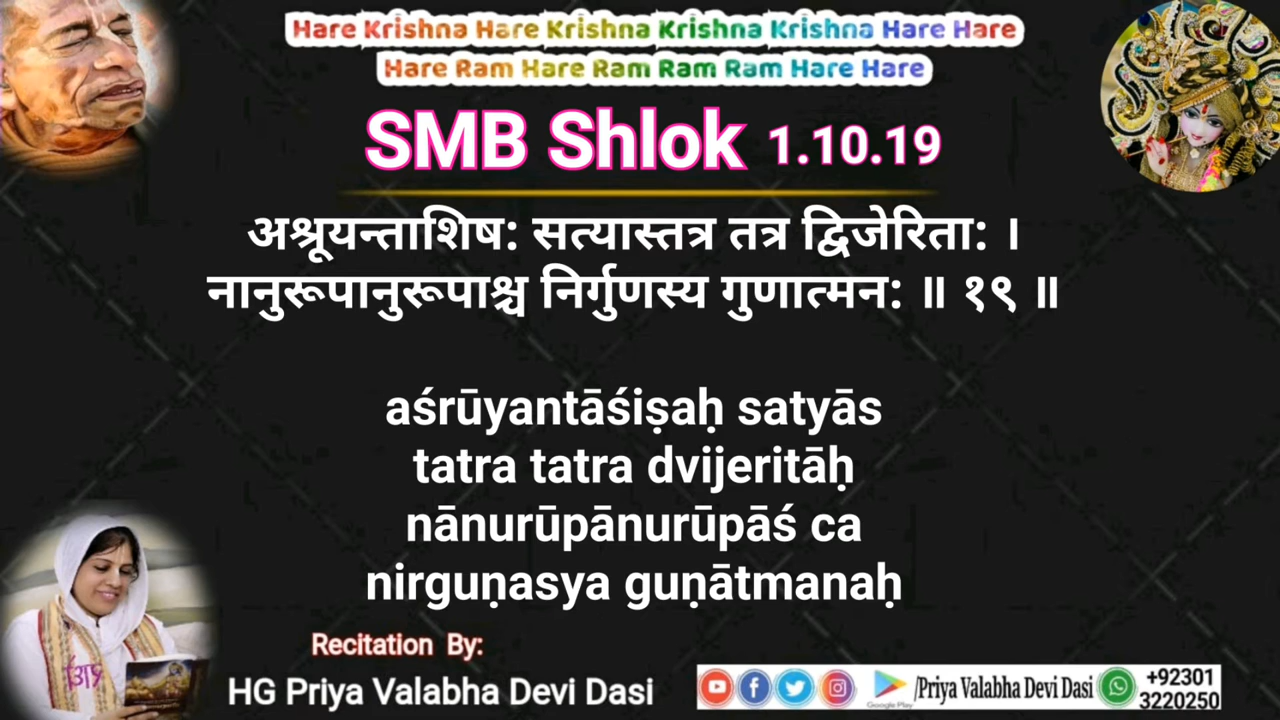 Hare Krishna Hare Krishna Krishna Krishna Hare Hare
Hare Ram Hare Ram Ram Ram Hare Hare
SMB Shlok 1.10.19
अश्रूयन्ताशिष: सत्यास्तत्र तत्र द्विजेरिता: ।
नानुरूपानुरूपाश्च निर्गुणस्य गुणात्मन: ॥ १९ ॥
aśrūyantāśiṣaḥ satyās
tatra tatra dvijeritāḥ
nānurūpānurūpāś ca
nirguṇasya guṇātmanaḥ
Recitation By:
HG Priya Valabha Devi Dasi
Google Play
/Priya Valabha Devi Dasi
+92301
3220250